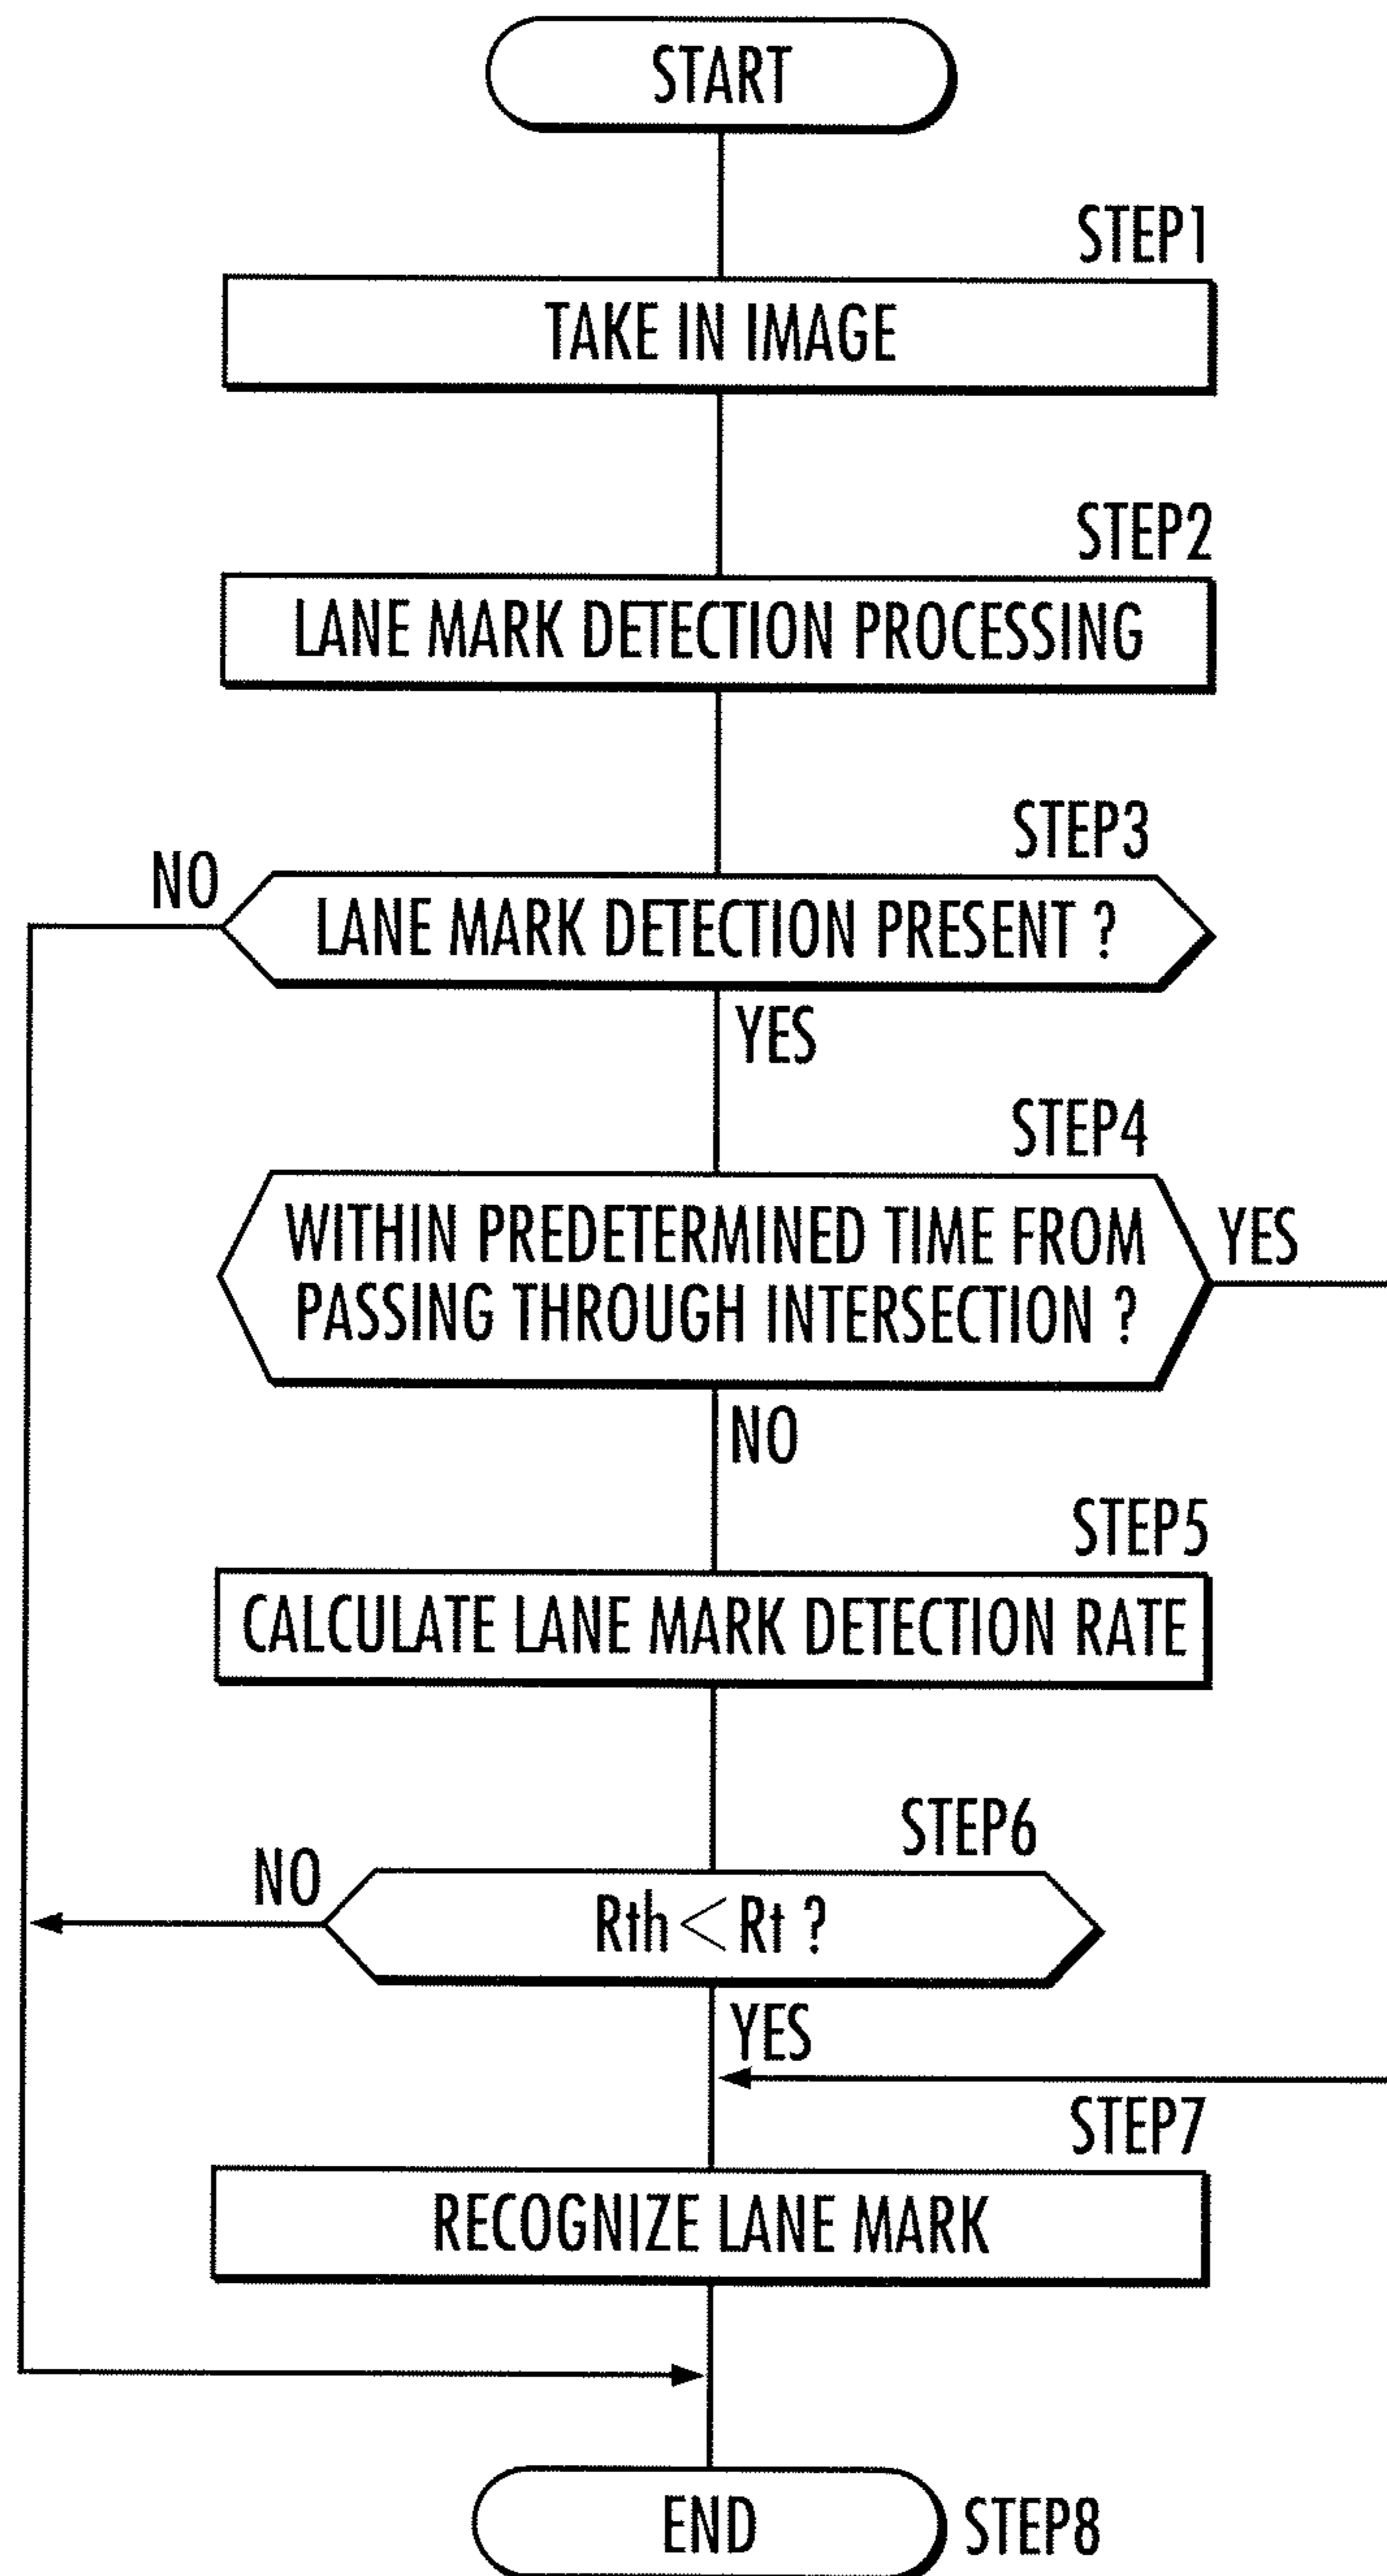 START
STEP1
TAKE IN IMAGE
STEP2
LANE MARK DETECTION PROCESSING
STEP3
NO
LANE MARK DETECTION PRESENT ?
YES
STEP4
WITHIN PREDETERMINED TIME FROM
PASSING THROUGH INTERSECTION ?
YES
NO
STEP5
CALCULATE LANE MARK DETECTION RATE
STEP6
NO
Rth < Rt ?
YES
STEP7
RECOGNIZE LANE MARK
END
STEP8